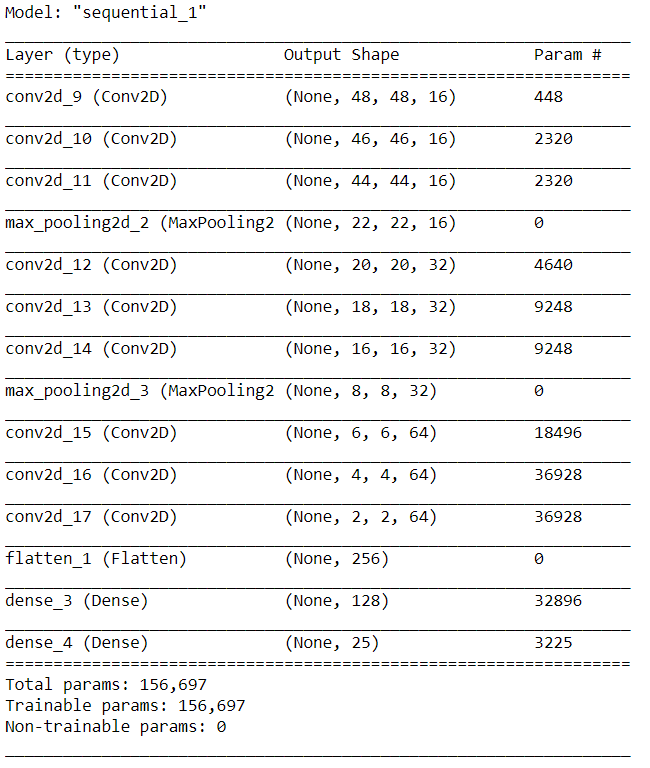 Model: "sequential_1"
Layer (type) Output Shape Param #
conv2d_9 (Conv2D) (None, 48, 48, 16) 448
conv2d_10 (Conv2D) (None, 46, 46, 16) 2320
conv2d_11 (Conv2D) (None, 44, 44, 16) 2320
max_pooling2d_2 (MaxPooling2 (None, 22, 22, 16) 0
conv2d_12 (Conv2D) (None, 20, 20, 32) 4640
conv2d_13 (Conv2D) (None, 18, 18, 32) 9248
conv2d_14 (Conv2D) (None, 16, 16, 32) 9248
max_pooling2d_3 (MaxPooling2 (None, 8, 8, 32) 0
conv2d_15 (Conv2D) (None, 6, 6, 64) 18496
conv2d_16 (Conv2D) (None, 4, 4, 64) 36928
conv2d_17 (Conv2D) (None, 2, 2, 64) 36928
flatten_1 (Flatten) (None, 256) 0
dense_3 (Dense) (None, 128) 32896
dense_4 (Dense) (None, 25) 3225
Total params: 156,697
Trainable params: 156,697
Non-trainable params: 0